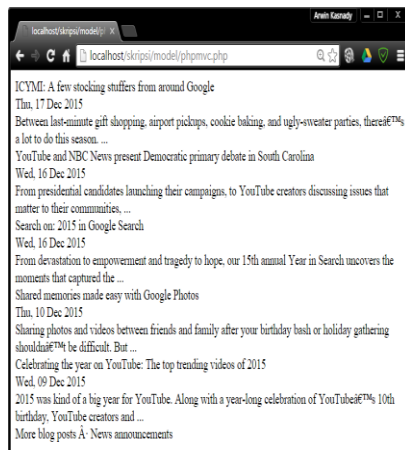 Arwin Kasnady
localhost/skripsi/model/p
localhost/skripsi/model/phpmvc.php
ICYMI: A few stocking stuffers from around Google
Thu, 17 Dec 2015
Between last-minute gift shopping, airport pickups, cookie baking, and ugly-sweater parties, thereâ€™s
a lot to do this season. ...
YouTube and NBC News present Democratic primary debate in South Carolina
Wed, 16 Dec 2015
From presidential candidates launching their campaigns, to YouTube creators discussing issues that
matter to their communities, ...
Search on: 2015 in Google Search
Wed, 16 Dec 2015
From devastation to empowerment and tragedy to hope, our 15th annual Year in Search uncovers the
moments that captured the ...
Shared memories made easy with Google Photos
Thu, 10 Dec 2015
Sharing photos and videos between friends and family after your birthday bash or holiday gathering
shouldnâ€™t be difficult. But ...
Celebrating the year on YouTube: The top trending videos of 2015
Wed, 09 Dec 2015
2015 was kind of a big year for YouTube. Along with a year-long celebration of YouTubeâ€™s 10th
birthday, YouTube creators and ...
More blog posts Â· News announcements